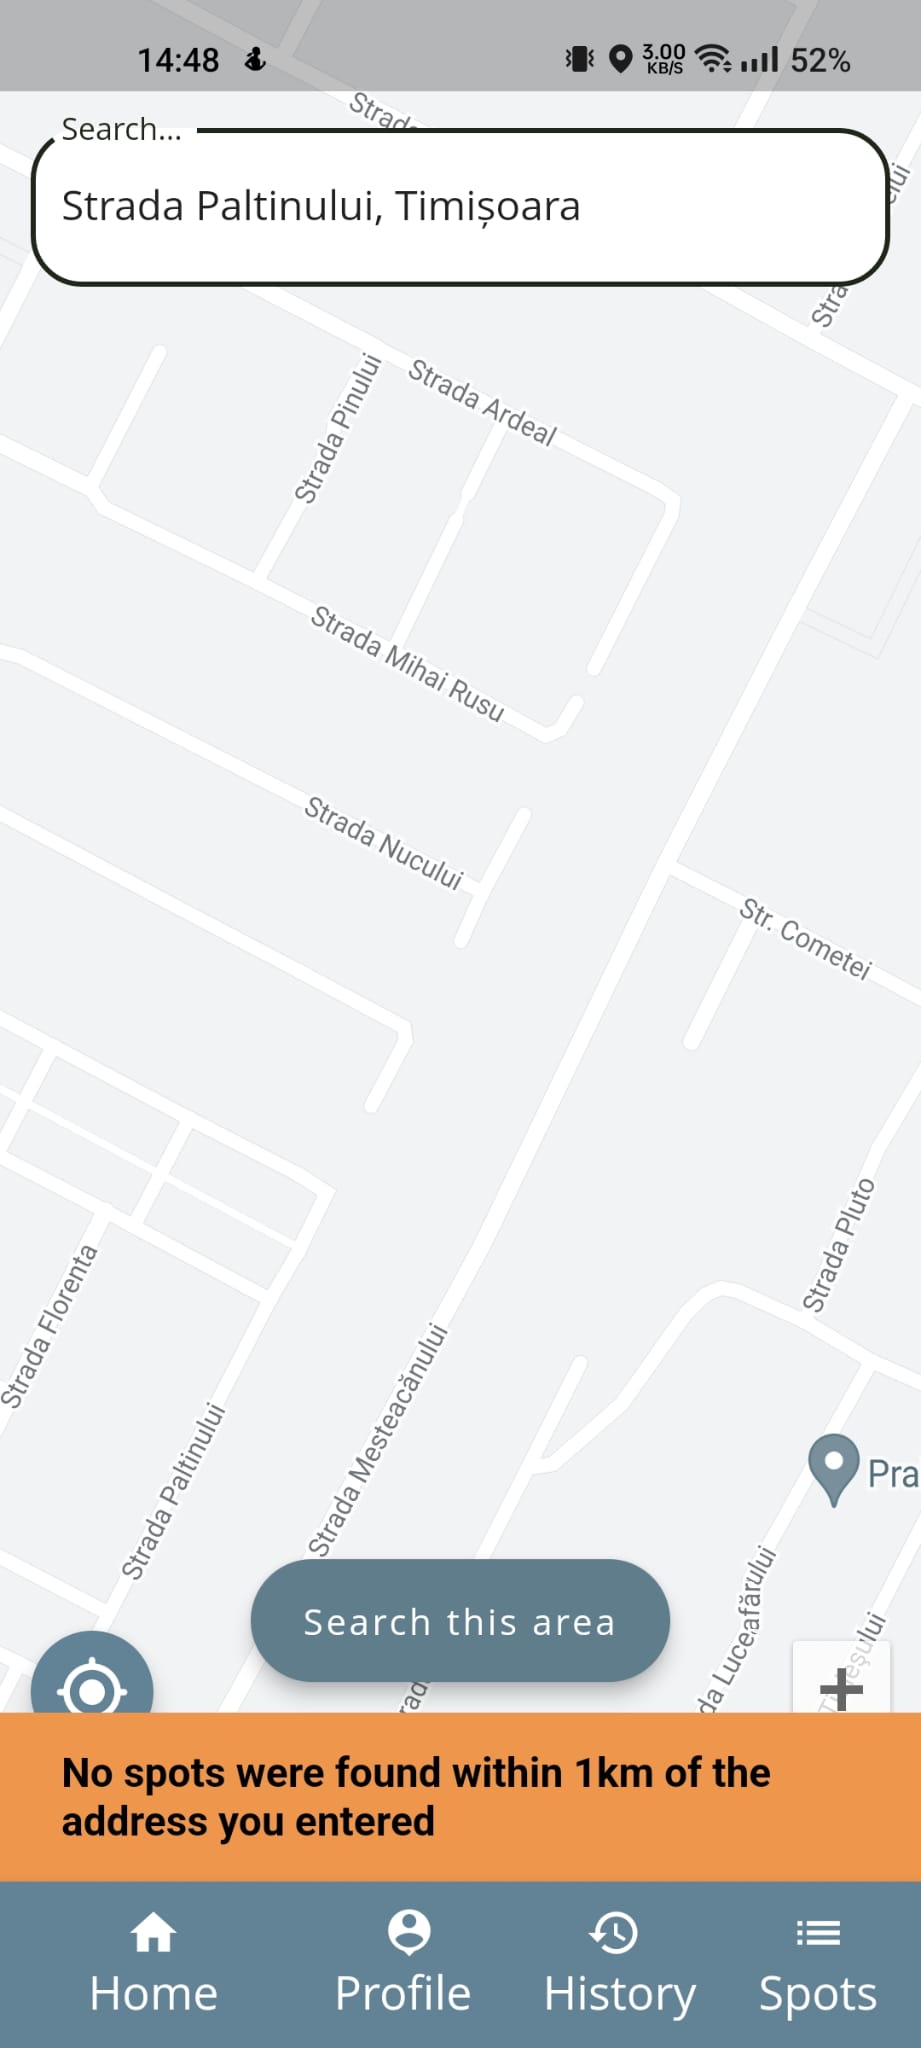 14:48
3.00
KB/S
52%
Search...
Strada Paltinului, Timișoara
Strada Ardeal
Strada Pinului
Strada Mihai Rusu
Strada Nucului
Str. Cometei
Strada Pluto
Strada Florenta
Strada Mesteacănului
Strada Paltinului
Pra
da Luceafărului
Search this area
No spots were found within 1km of the
address you entered
Home
Profile
History
Spots